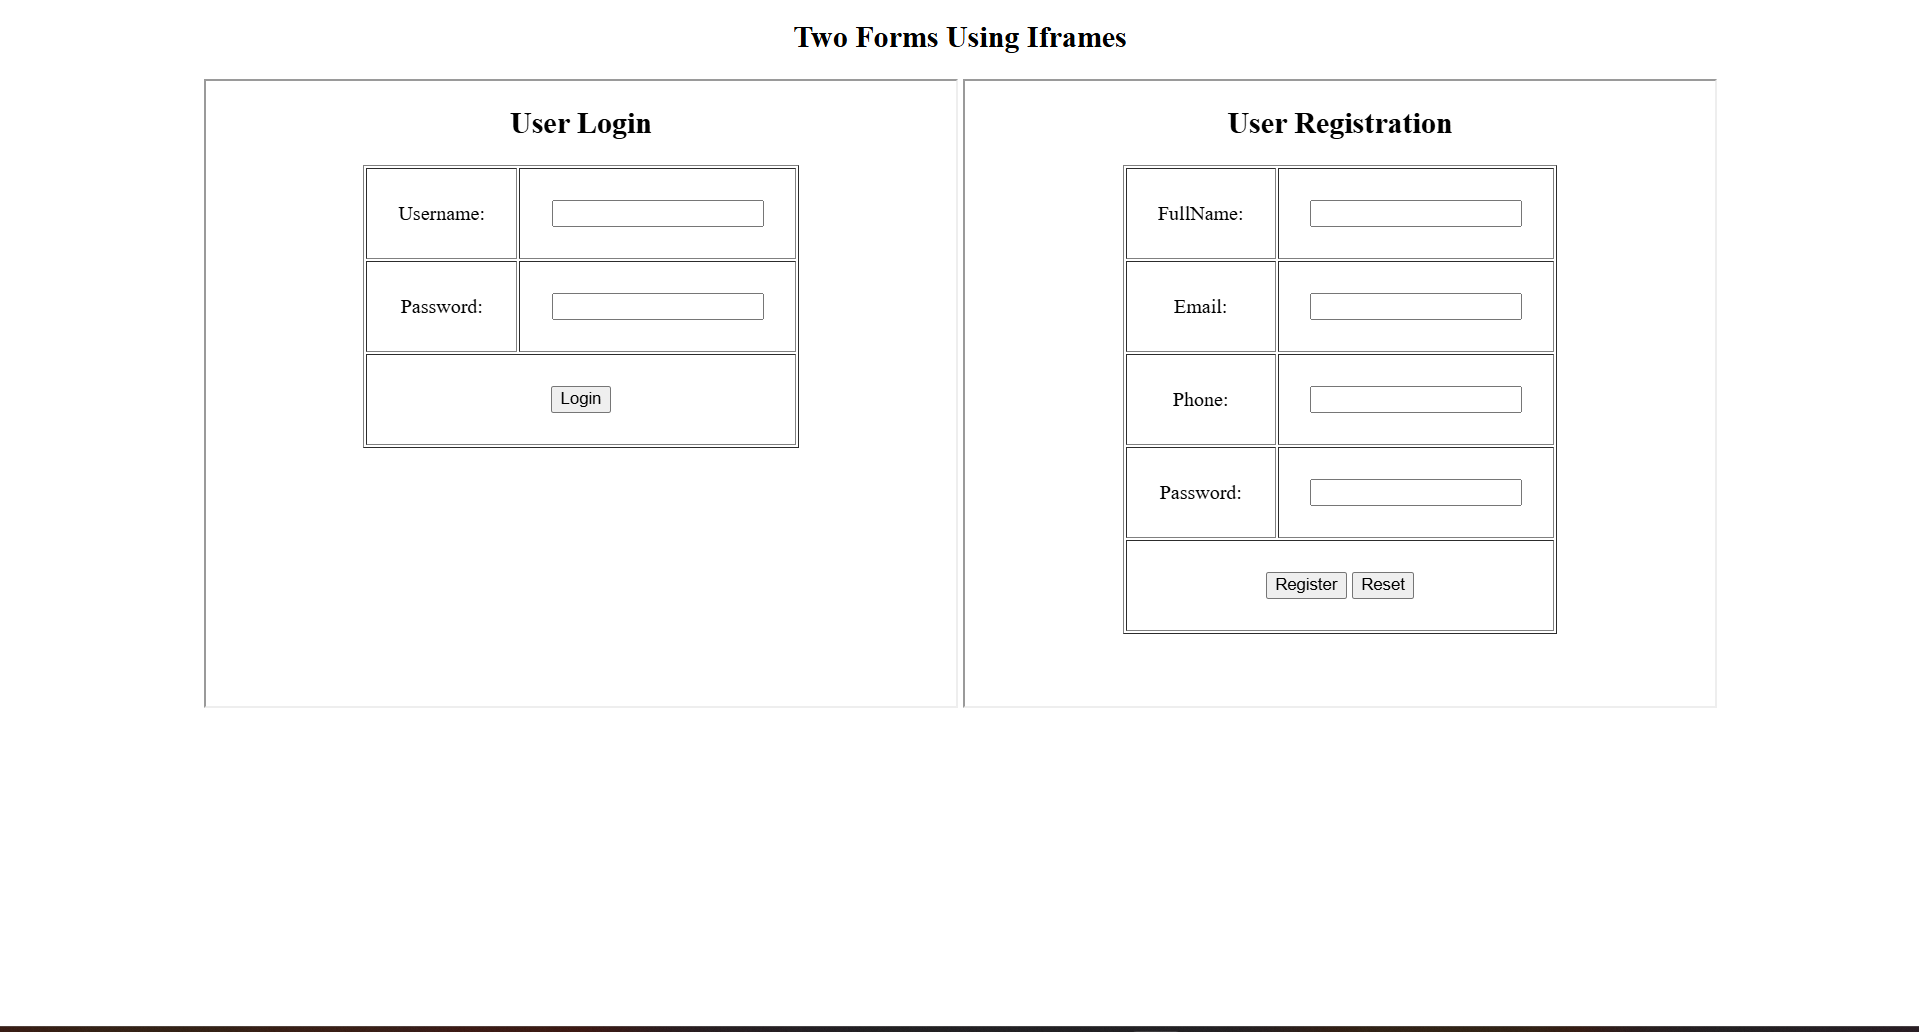 Two Forms Using Iframes
User Login
Username:
Password:
Login
User Registration
FullName:
Email:
Phone:
Password:
Register Reset